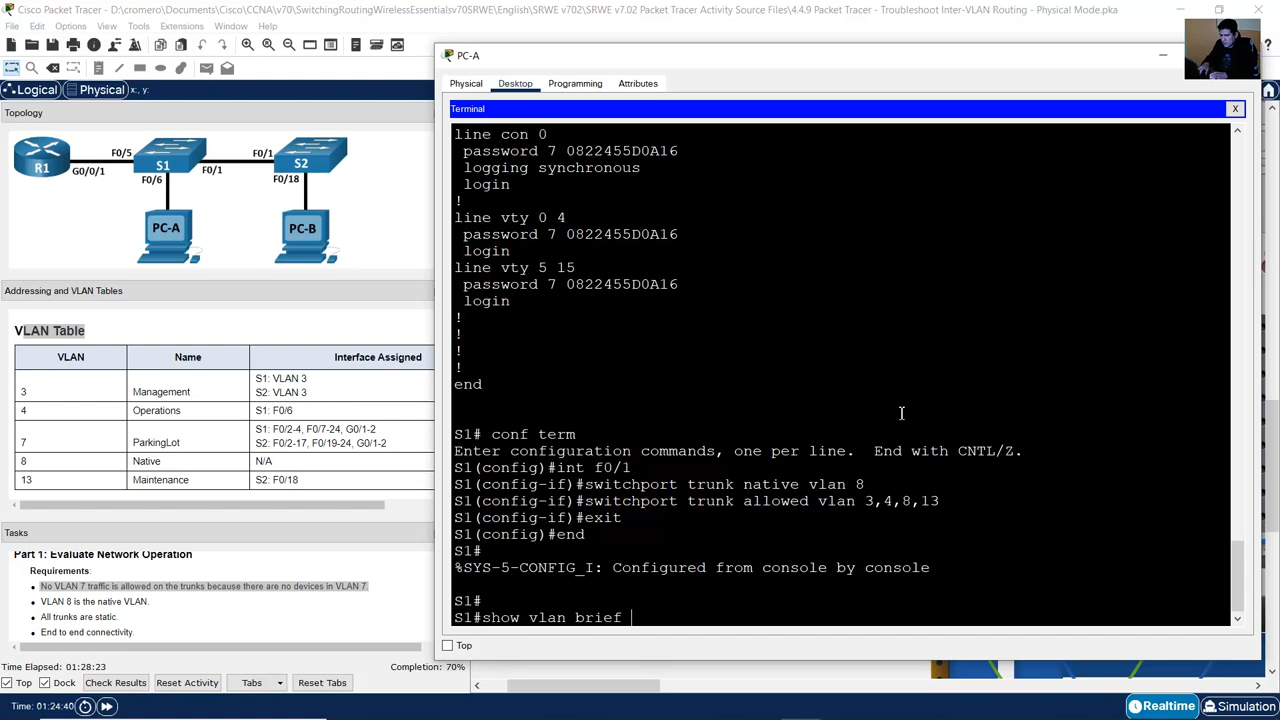 Cisco Packet Tracer - D:\cromero\Documents\Cisco\CCNA\v70\SwitchingRoutingWirelessEssentialsv70SRWE\English\SRWE v702\SRWE v7.02 Packet Tracer Activity Source Files\4.4.9 Packet Tracer - Troubleshoot Inter-VLAN Routing - Physical Mode.pka
File Edit Options View Tools Extensions Window Help
Logical Physical x: y:
Topology
R1
G0/0/1
F0/5
S1
F0/1
F0/6
F0/1
S2
F0/18
PC-A
PC-B
Addressing and VLAN Tables
VLAN Table
VLAN Name Interface Assigned
3 Management S1: VLAN 3
S2: VLAN 3
4 Operations S1: F0/6
7 ParkingLot S1: F0/2-4, F0/7-24, G0/1-2
S2: F0/2-17, F0/19-24, G0/1-2
8 Native N/A
13 Maintenance S2: F0/18
Tasks
Part 1: Evaluate Network Operation
Requirements:
• No VLAN 7 traffic is allowed on the trunks because there are no devices in VLAN 7.
• VLAN 8 is the native VLAN.
• All trunks are static.
• End to end connectivity.
Time Elapsed: 01:28:23 Completion: 70%
Top Dock Check Results Reset Activity Tabs Reset Tabs
Time: 01:24:40
Realtime Simulation
PC-A
Physical Desktop Programming Attributes
Terminal X
line con 0
password 7 0822455D0A16
logging synchronous
login
!
line vty 0 4
password 7 0822455D0A16
login
line vty 5 15
password 7 0822455D0A16
login
!
!
!
!
end
S1# conf term
Enter configuration commands, one per line. End with CNTL/Z.
S1(config)#int f0/1
S1(config-if)#switchport trunk native vlan 8
S1(config-if)#switchport trunk allowed vlan 3,4,8,13
S1(config-if)#exit
S1(config)#end
S1#
%SYS-5-CONFIG_I: Configured from console by console
S1#
S1#show vlan brief
Top